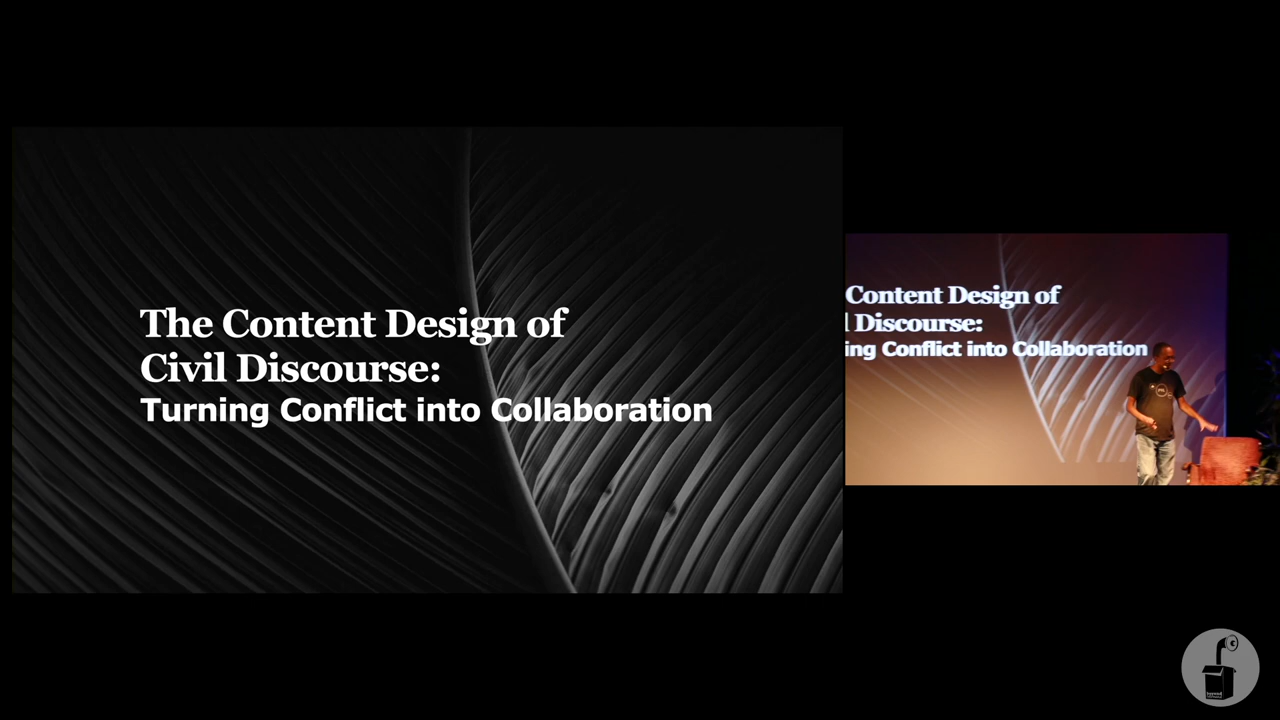 The Content Design of
Civil Discourse:
Turning Conflict into Collaboration
Content Design of
l Discourse:
ing Conflict into Collaboration